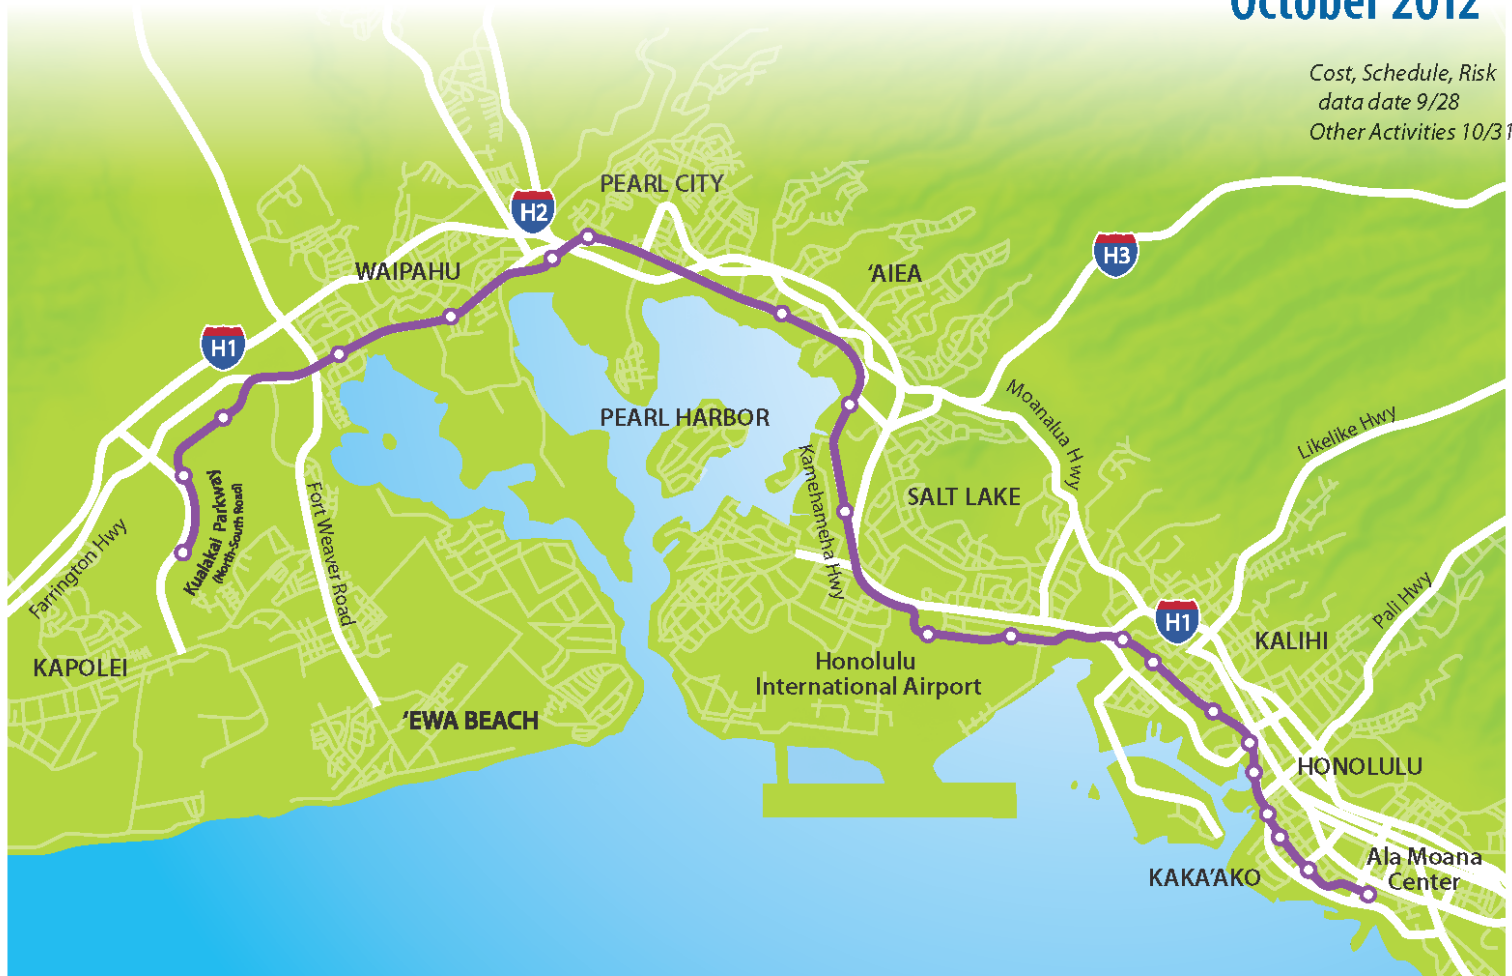 October 2012
Cost, Schedule, Risk
data date 9/28
Other Activities 10/31
PEARL CITY
H2
H3
WAIPAHU
'AIEA
H1
PEARL HARBOR
Moanalua Hwy
Likelike Hwy
Kamehameha Hwy
SALT LAKE
Kualakai Parkway
(North-South Road)
Fort Weaver Road
Farrington Hwy
Pali Hwy
H1
KALIHI
KAPOLEI
Honolulu
International Airport
'EWA BEACH
HONOLULU
Ala Moana
Center
KAKA'AKO